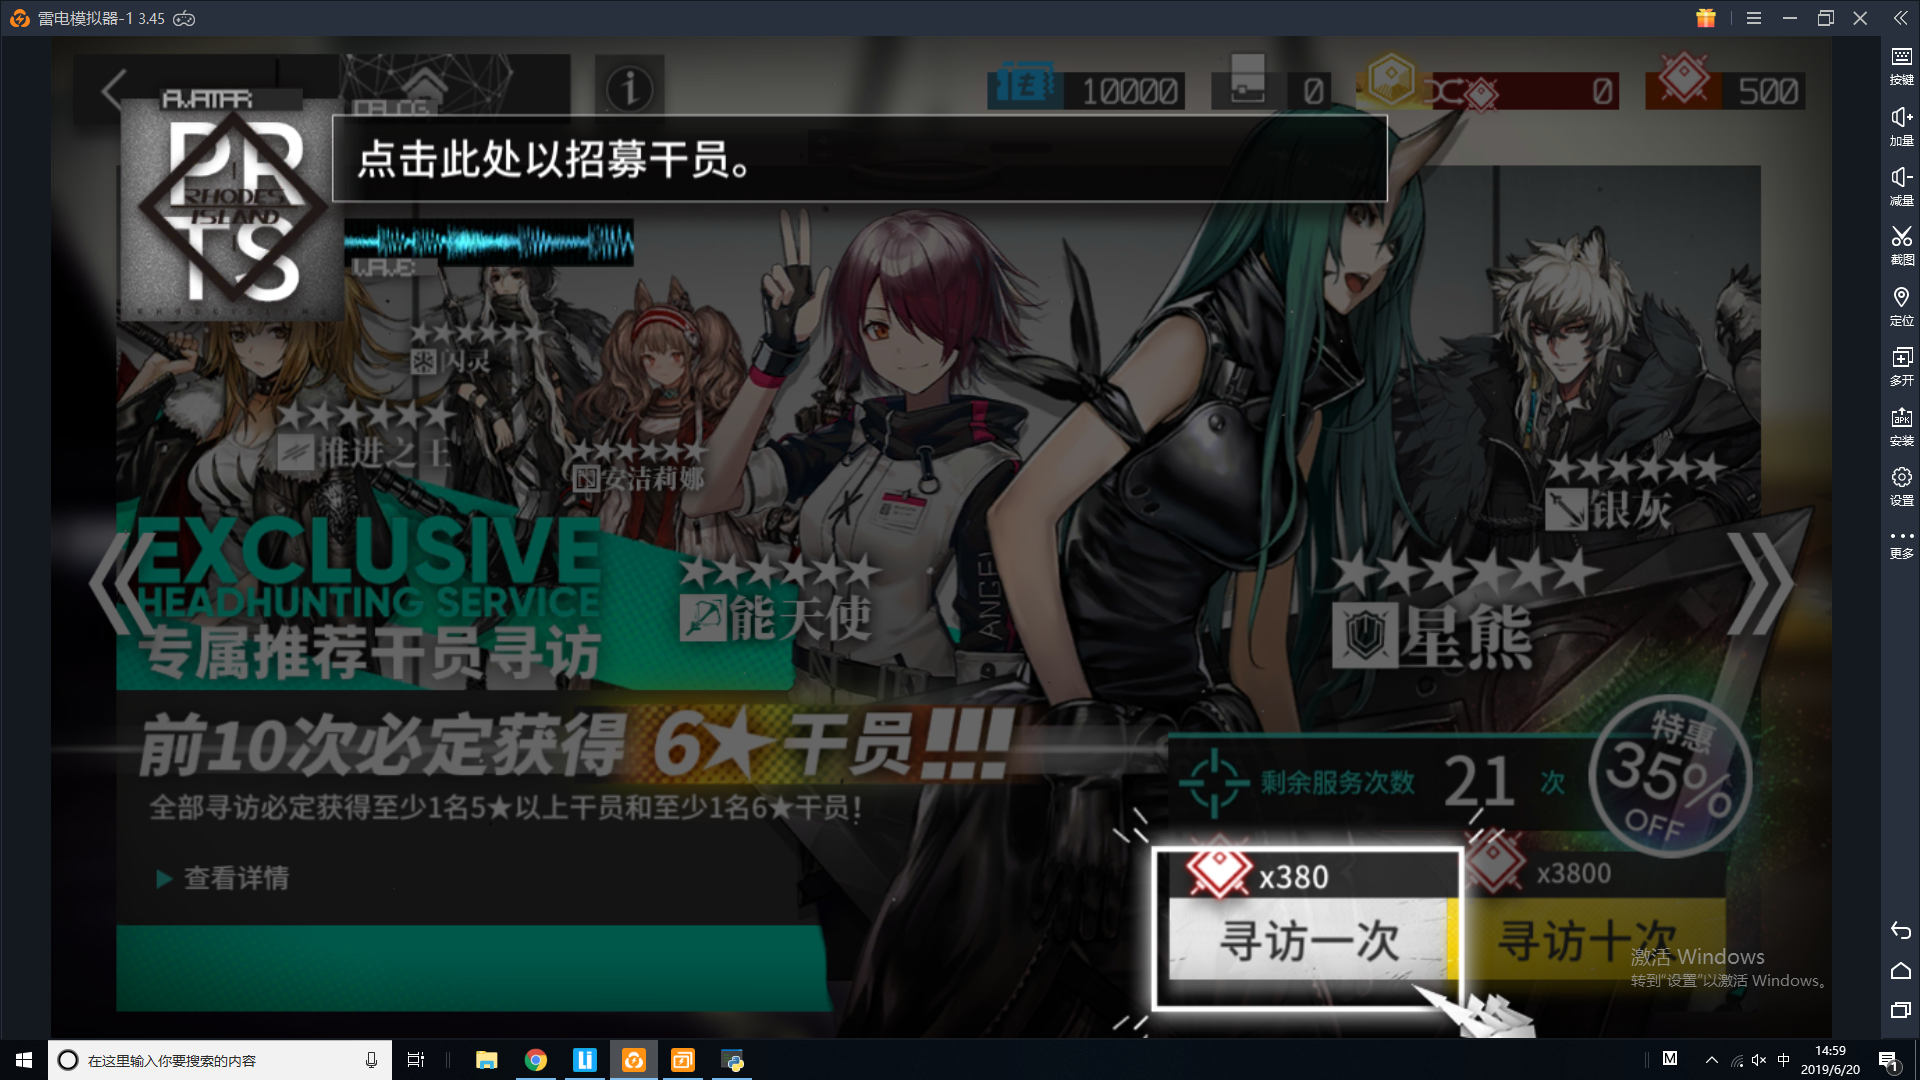 雷电模拟器-1 3.45
按键
加量
减量
截图
定位
多开
安装
设置
更多
AVATAR
PRTS
RHODES
ISLAND
10000
0
0
500
点击此处以招募干员。
WAVE:
★★★★★★
闪灵
★★★★★★
推进之王
★★★★★★
安洁莉娜
★★★★★★
能天使
★★★★★★
星熊
★★★★★★
银灰
ANGEL
EXCLUSIVE
HEADHUNTING SERVICE
专属推荐干员寻访
前10次必定获得 6★干员!!!
全部寻访必定获得至少1名5★以上干员和至少1名6★干员!
查看详情
剩余服务次数 21 次
特惠
35%
OFF
x380
寻访一次
x3800
寻访十次
激活 Windows
转到"设置"以激活 Windows。
在这里输入你要搜索的内容
中
14:59
2019/6/20
1